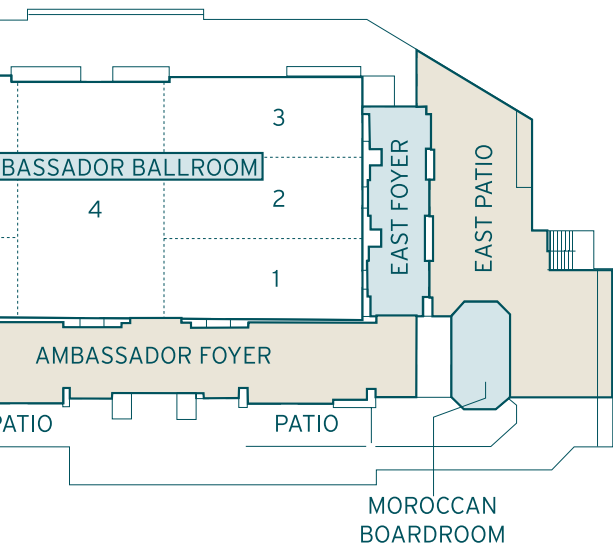 3
BASSADOR BALLROOM
2
4
1
EAST FOYER
EAST PATIO
AMBASSADOR FOYER
PATIO
PATIO
MOROCCAN
BOARDROOM